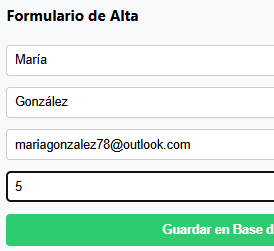 Formulario de Alta
María
González
mariagonzalez78@outlook.com
5
Guardar en Base d